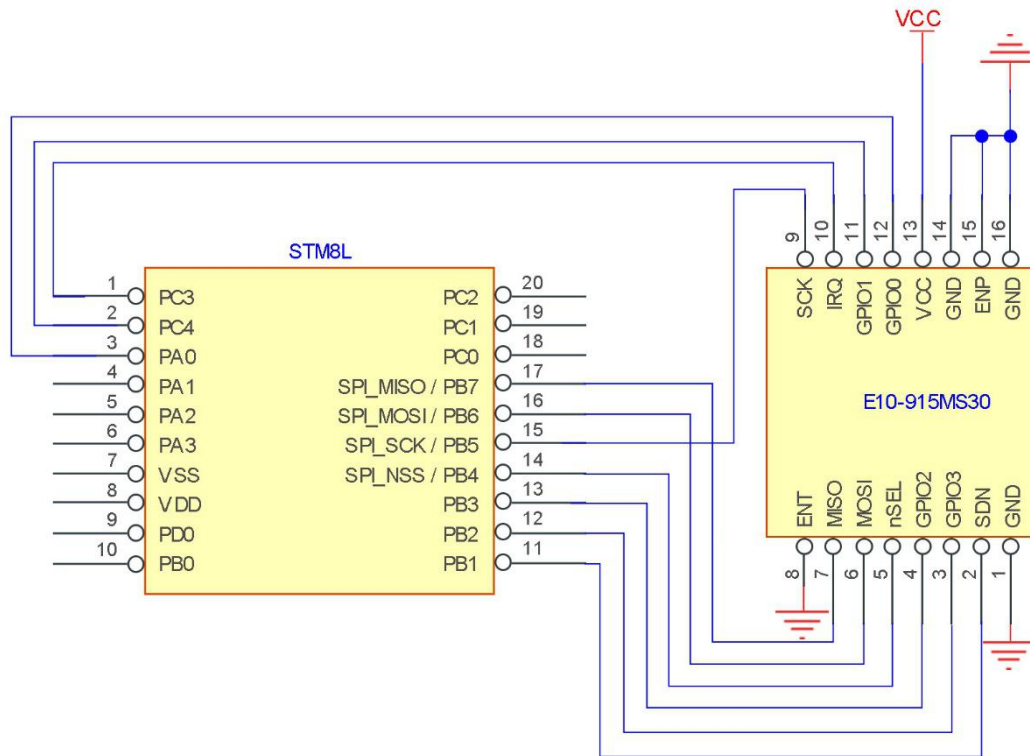 VCC
STM8L
1 PC3
2 PC4
3 PA0
4 PA1
5 PA2
6 PA3
7 VSS
8 VDD
9 PD0
10 PB0
PC2 20
PC1 19
PC0 18
SPI_MISO / PB7 17
SPI_MOSI / PB6 16
SPI_SCK / PB5 15
SPI_NSS / PB4 14
PB3 13
PB2 12
PB1 11
9 SCK
10 IRQ
11 GPIO1
12 GPIO0
13 VCC
14 GND
15 ENP
16 GND
E10-915MS30
ENT 8
MISO 7
MOSI 6
nSEL 5
GPIO2 4
GPIO3 3
SDN 2
GND 1